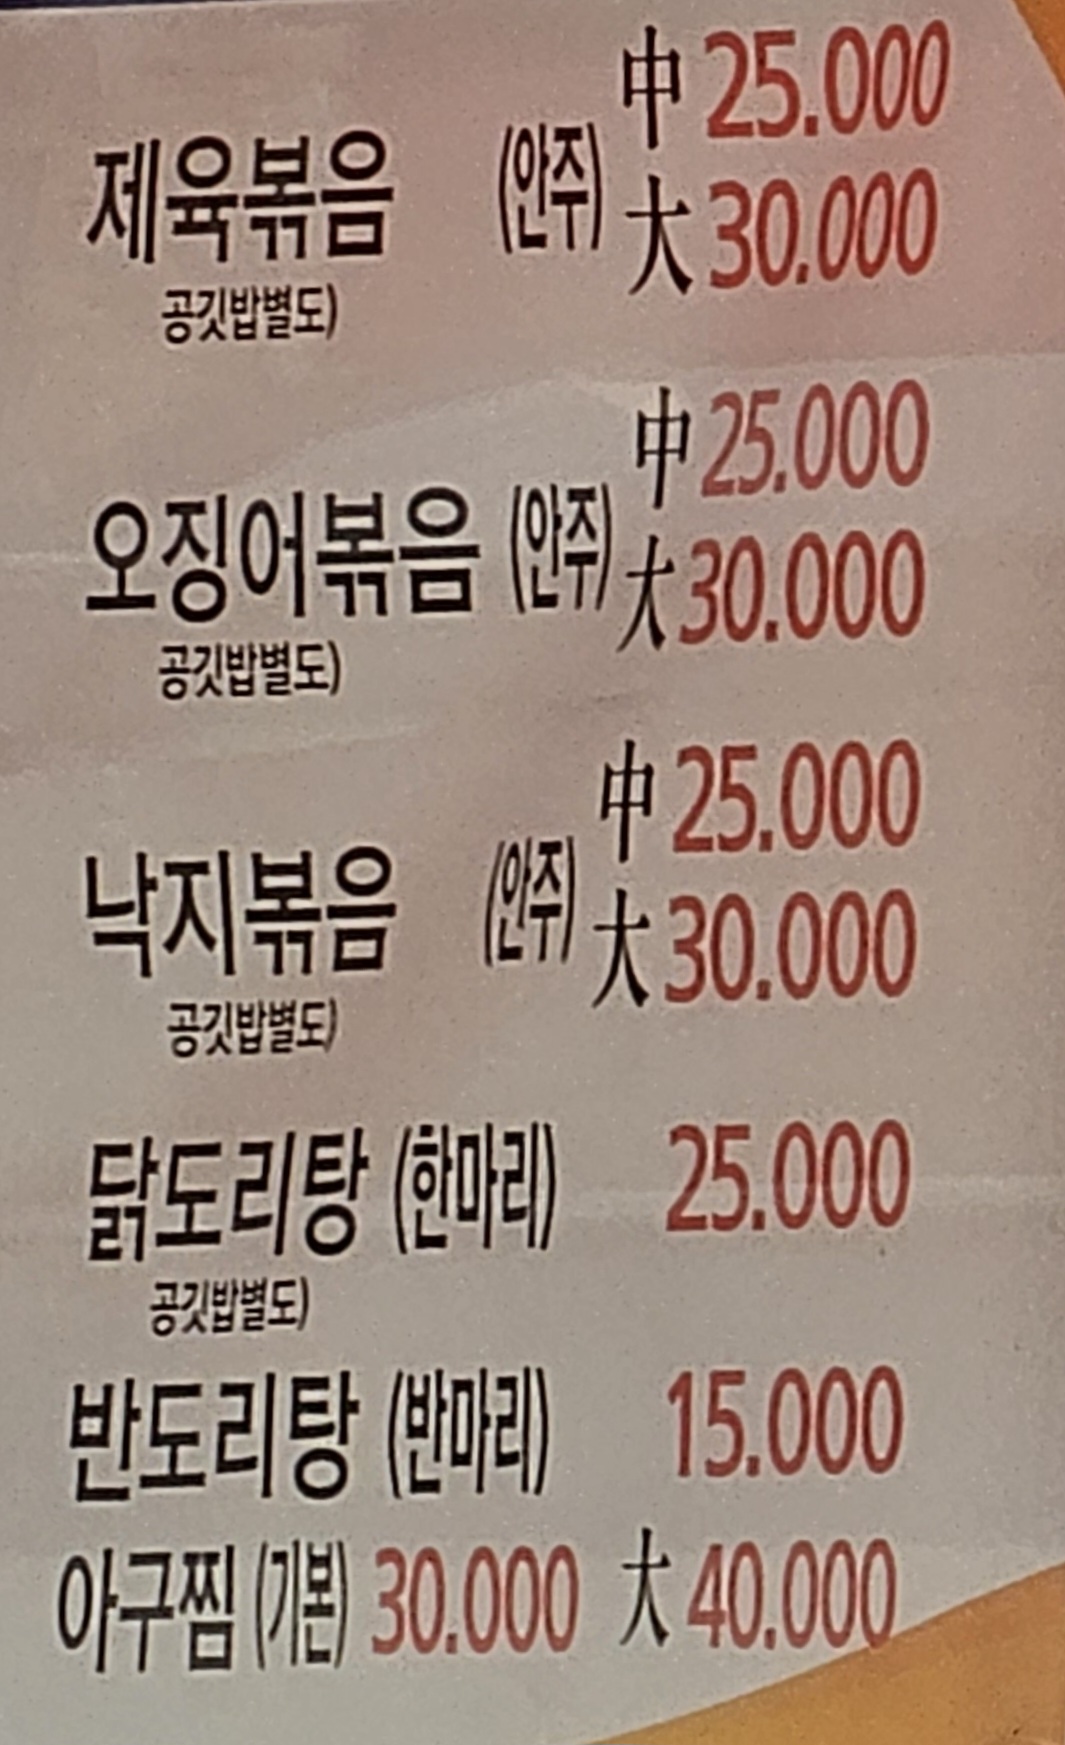 中 25.000
제육볶음 (안주) 大 30.000
공깃밥별도)
中 25.000
오징어볶음 (안주) 大 30.000
공깃밥별도)
中 25.000
낙지볶음 (안주) 大 30.000
공깃밥별도)
닭도리탕 (한마리) 25.000
공깃밥별도)
반도리탕 (반마리) 15.000
아구찜 (기본) 30.000 大 40.000